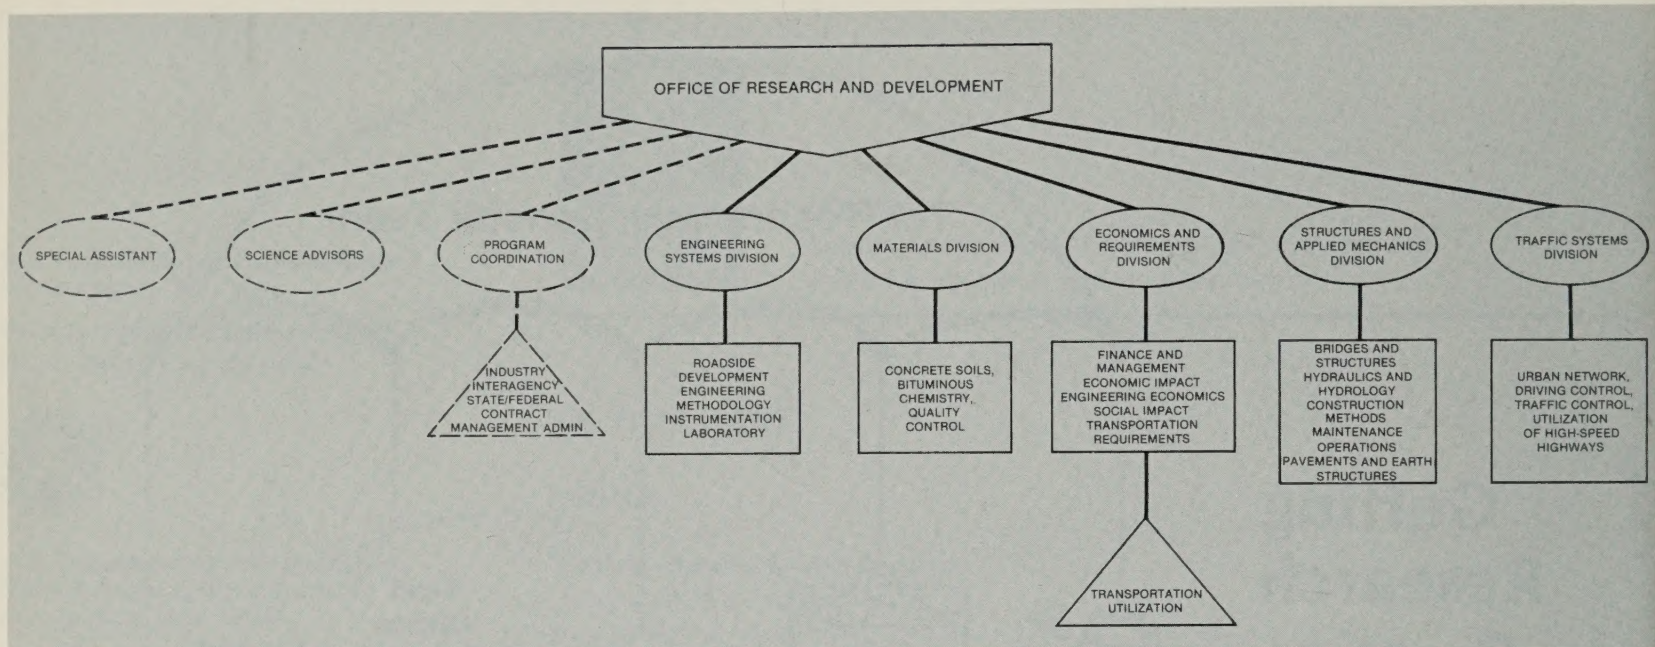 OFFICE OF RESEARCH AND DEVELOPMENT
SPECIAL ASSISTANT
SCIENCE ADVISORS
PROGRAM
COORDINATION
ENGINEERING
SYSTEMS DIVISION
MATERIALS DIVISION
ECONOMICS AND
REQUIREMENTS
DIVISION
STRUCTURES AND
APPLIED MECHANICS
DIVISION
TRAFFIC SYSTEMS
DIVISION
INDUSTRY
INTERAGENCY
STATE/FEDERAL
CONTRACT
MANAGEMENT ADMIN
ROADSIDE
DEVELOPMENT
ENGINEERING
METHODOLOGY
INSTRUMENTATION
LABORATORY
CONCRETE SOILS,
BITUMINOUS
CHEMISTRY,
QUALITY
CONTROL
FINANCE AND
MANAGEMENT
ECONOMIC IMPACT
ENGINEERING ECONOMICS
SOCIAL IMPACT
TRANSPORTATION
REQUIREMENTS
BRIDGES AND
STRUCTURES
HYDRAULICS AND
HYDROLOGY
CONSTRUCTION
METHODS
MAINTENANCE
OPERATIONS
PAVEMENTS AND EARTH
STRUCTURES
URBAN NETWORK,
DRIVING CONTROL,
TRAFFIC CONTROL,
UTILIZATION
OF HIGH-SPEED
HIGHWAYS
TRANSPORTATION
UTILIZATION